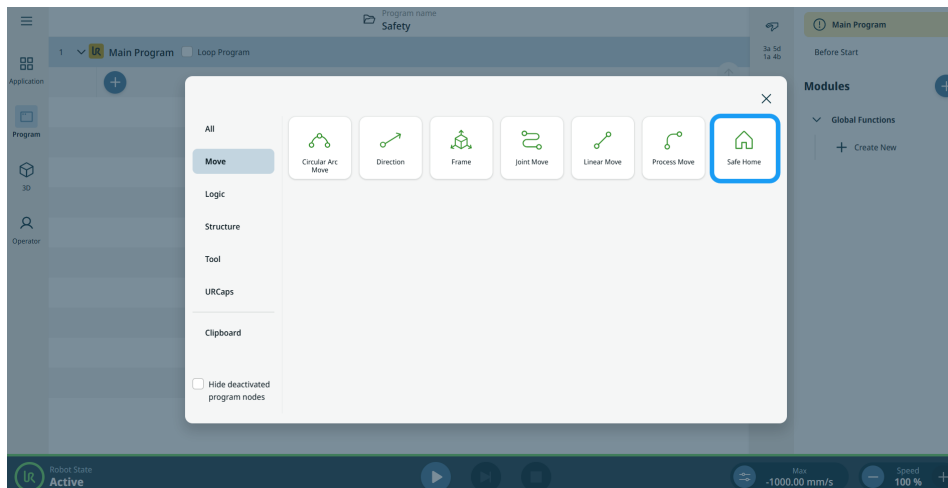 Program name
Safety
1
Main Program
Loop Program
Application
Program
3D
Operator
All
Move
Logic
Structure
Tool
URCaps
Clipboard
Hide deactivated
program nodes
Circular Arc
Move
Direction
Frame
Joint Move
Linear Move
Process Move
Safe Home
3a 5d
1a 4b
Main Program
Before Start
Modules
Global Functions
Create New
Robot State
Active
Max
-1000.00 mm/s
Speed
100 %